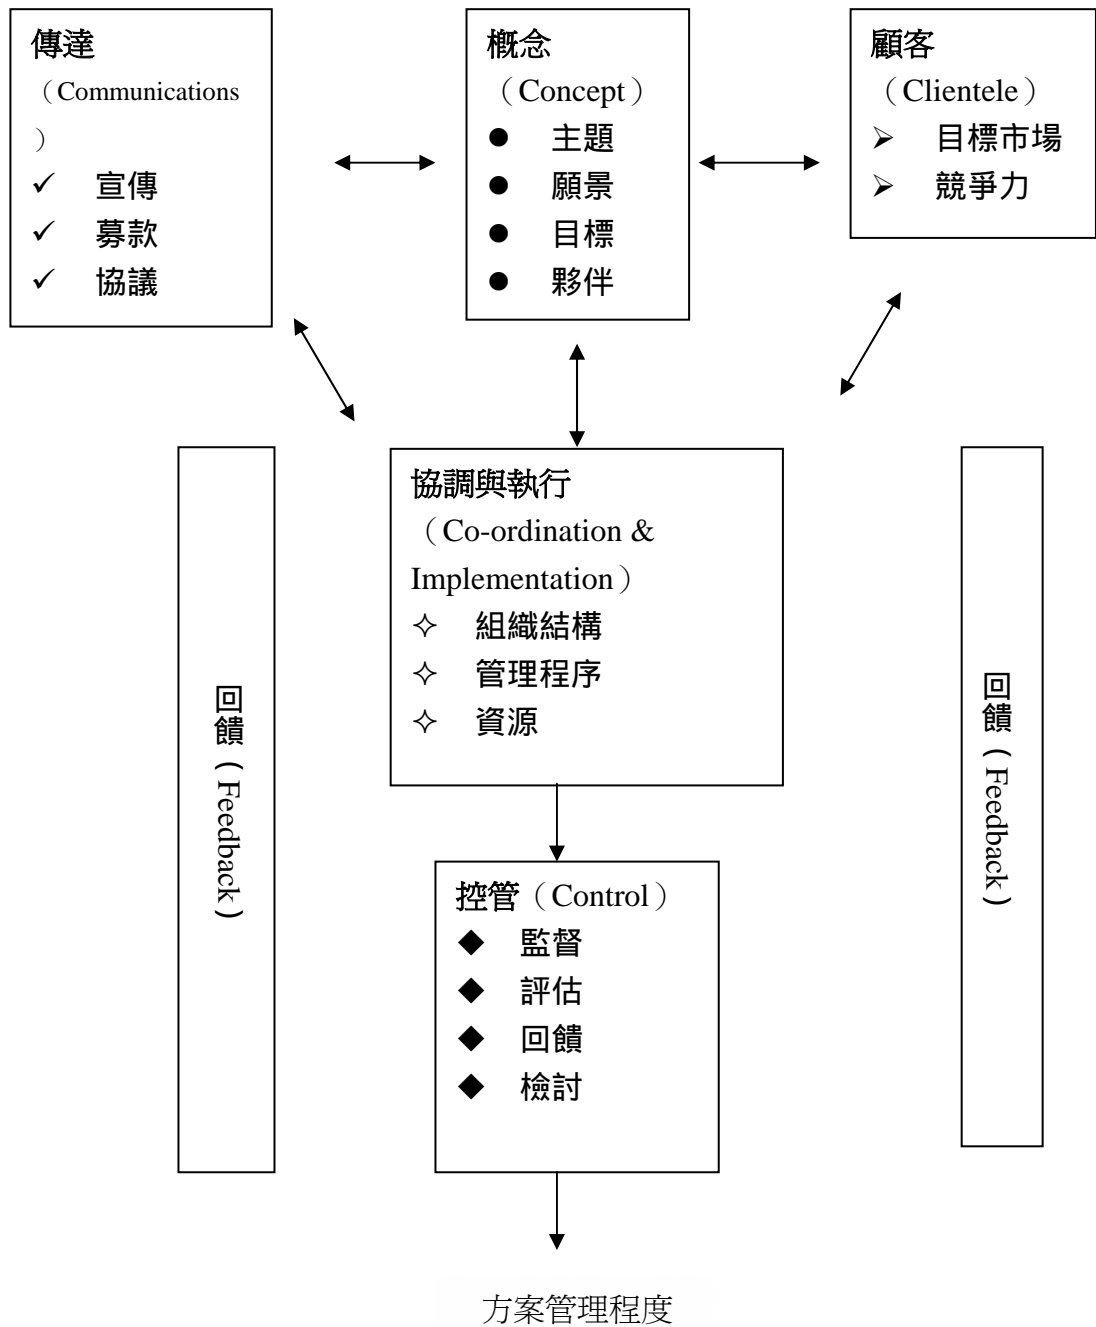 傳達
（Communications
）
✓ 宣傳
✓ 募款
✓ 協議
概念
（Concept）
● 主題
● 願景
● 目標
● 夥伴
顧客
（Clientele）
➢ 目標市場
➢ 競爭力
協調與執行
（Co-ordination &
Implementation）
✧ 組織結構
✧ 管理程序
✧ 資源
回饋（Feedback）
回饋（Feedback）
控管（Control）
◆ 監督
◆ 評估
◆ 回饋
◆ 檢討
方案管理程度